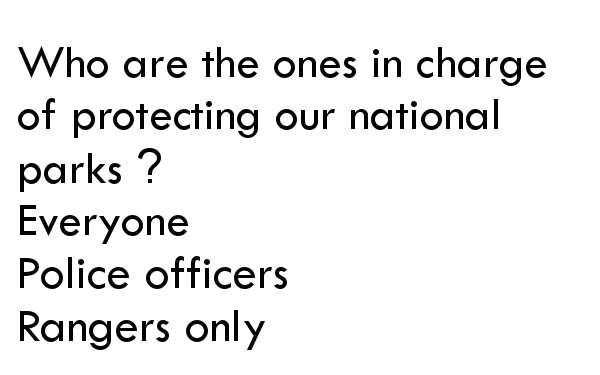 Who are the ones in charge
of protecting our national
parks ?
Everyone
Police officers
Rangers only